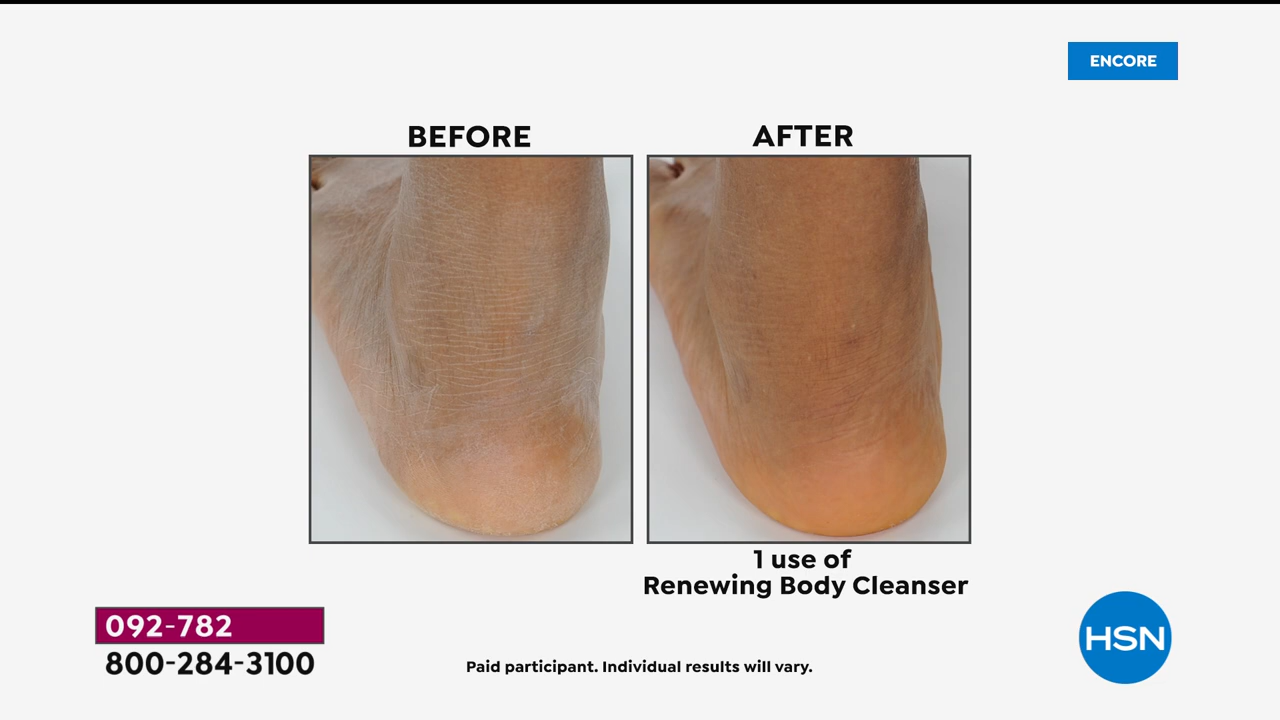 ENCORE
BEFORE
AFTER
1 use of
Renewing Body Cleanser
092-782
800-284-3100
Paid participant. Individual results will vary.
HSN